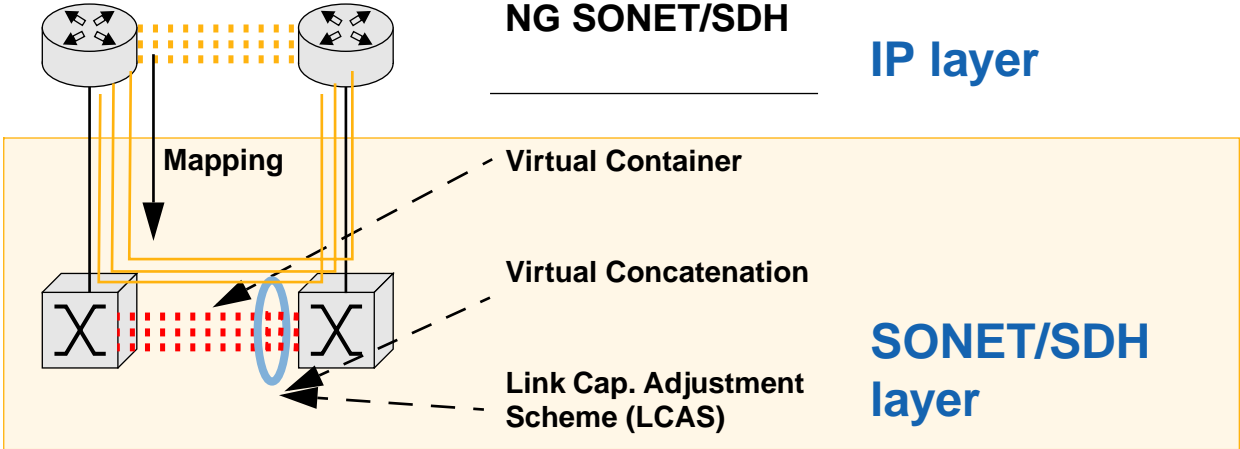 NG SONET/SDH
IP layer
Mapping
Virtual Container
Virtual Concatenation
SONET/SDH
layer
Link Cap. Adjustment
Scheme (LCAS)